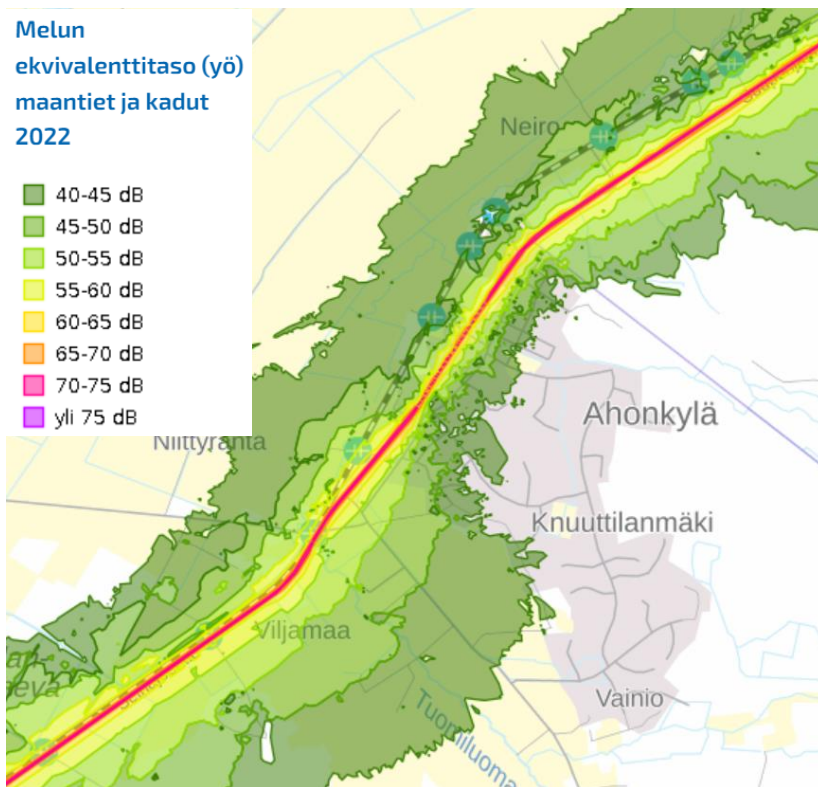 Melun
ekvivalenttitaso (yö)
maantiet ja kadut
2022
40-45 dB
45-50 dB
50-55 dB
55-60 dB
60-65 dB
65-70 dB
70-75 dB
yli 75 dB
Neiro
Ahonkylä
Niittyranta
Knuuttilanmäki
Viljamaa
Vainio
Tuomiluoma